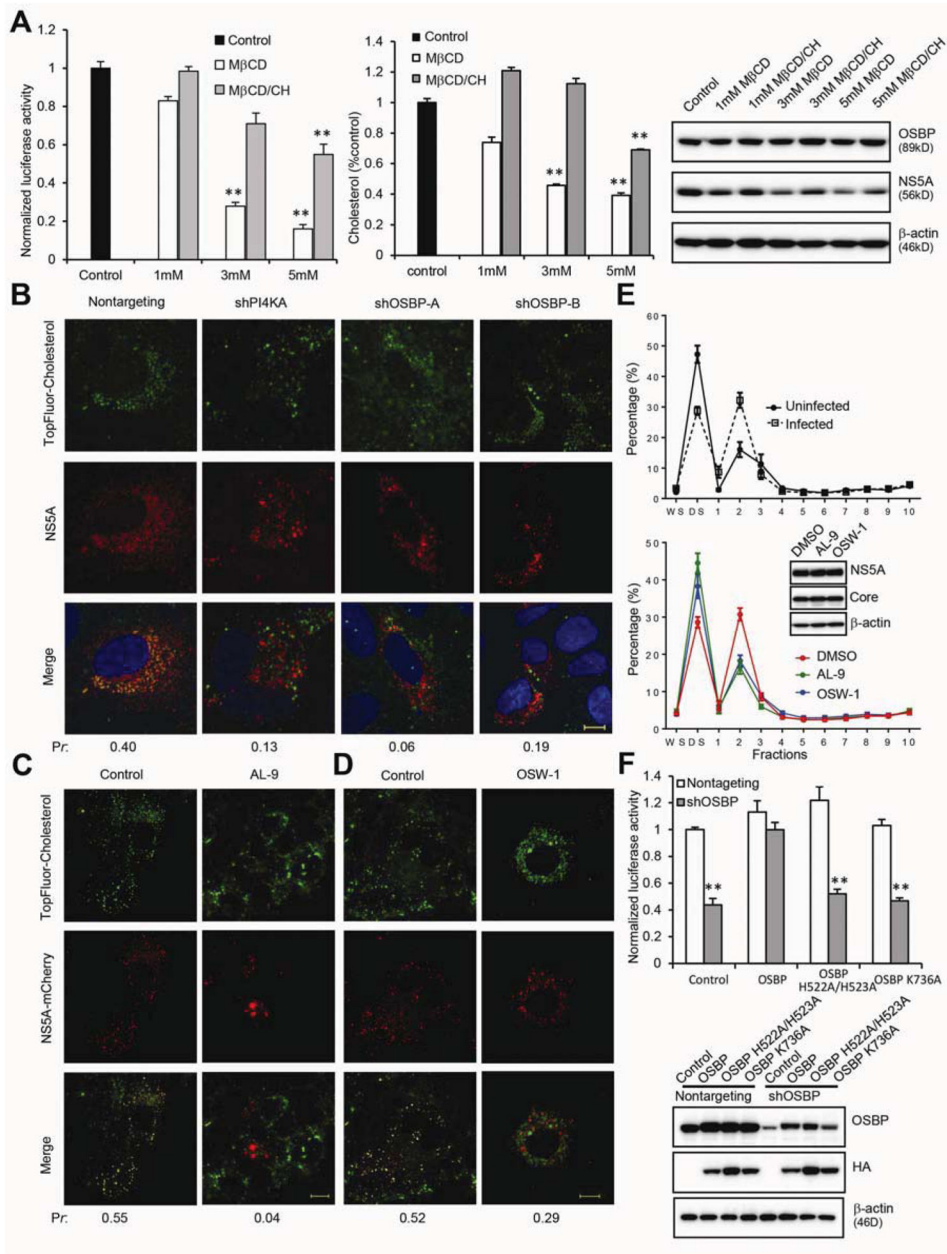 A
Normalized luciferase activity
1.2
1
0.8
0.6
0.4
0.2
0
Control
MβCD
MβCD/CH
**
**
**
Control
1mM
3mM
5mM
Cholesterol (%control)
1.4
1.2
1
0.8
0.6
0.4
0.2
0
Control
MβCD
MβCD/CH
**
**
**
control
1mM
3mM
5mM
Control
1mM MβCD
1mM MβCD/CH
3mM MβCD
3mM MβCD/CH
5mM MβCD
5mM MβCD/CH
OSBP
(89kD)
NS5A
(56kD)
β-actin
(46kD)
B
Nontargeting
shPI4KA
shOSBP-A
shOSBP-B
TopFluor-Cholesterol
NS5A
Merge
Pr:
0.40
0.13
0.06
0.19
C
Control
AL-9
TopFluor-Cholesterol
NS5A-mCherry
Merge
Pr:
0.55
0.04
D
Control
OSW-1
0.52
0.29
E
Percentage (%)
60
50
40
30
20
10
0
Uninfected
Infected
W S D S 1 2 3 4 5 6 7 8 9 10
Percentage (%)
50
40
30
20
10
0
DMSO
AL-9
OSW-1
NS5A
Core
β-actin
DMSO
AL-9
OSW-1
W S D S 1 2 3 4 5 6 7 8 9 10
Fractions
F
Normalized luciferase activity
1.4
1.2
1
0.8
0.6
0.4
0.2
0
Nontageting
shOSBP
**
**
**
Control
OSBP
OSBP
H522A/H523A
OSBP K736A
Control
OSBP
OSBP H522A/H523A
OSBP K736A
Control
OSBP
OSBP H522A/H523A
OSBP K736A
Nontargeting
shOSBP
OSBP
HA
β-actin
(46D)